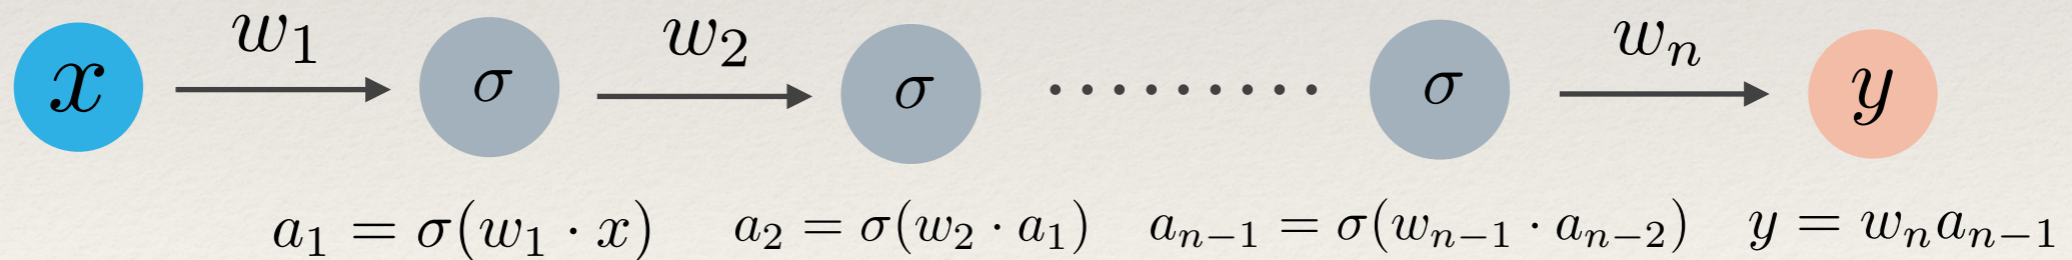 w_1 w_2 w_n
x σ σ ......... σ y
a_1 = σ(w_1 · x) a_2 = σ(w_2 · a_1) a_{n−1} = σ(w_{n−1} · a_{n−2}) y = w_n a_{n−1}